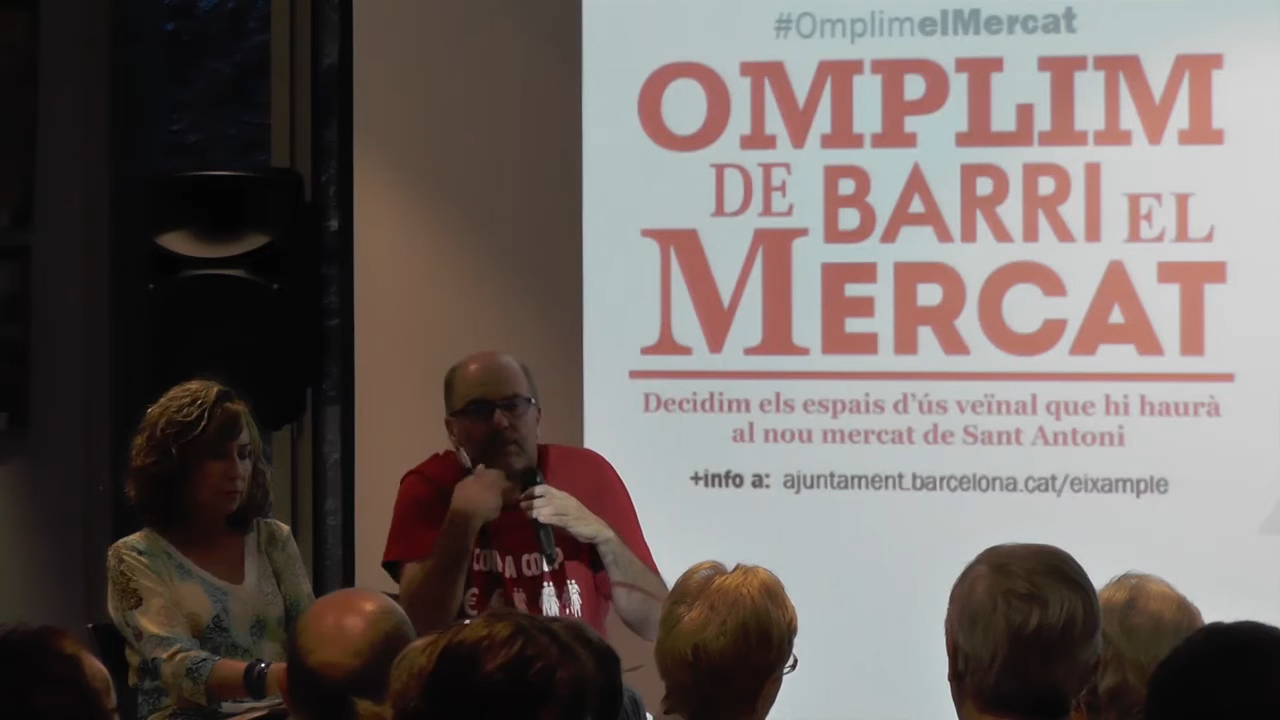 #OmplimelMercat
OMPLIM
DE BARRI EL
MERCAT
Decidim els espais d'ús veïnal que hi haurà
al nou mercat de Sant Antoni
+info a: ajuntament.barcelona.cat/eixample